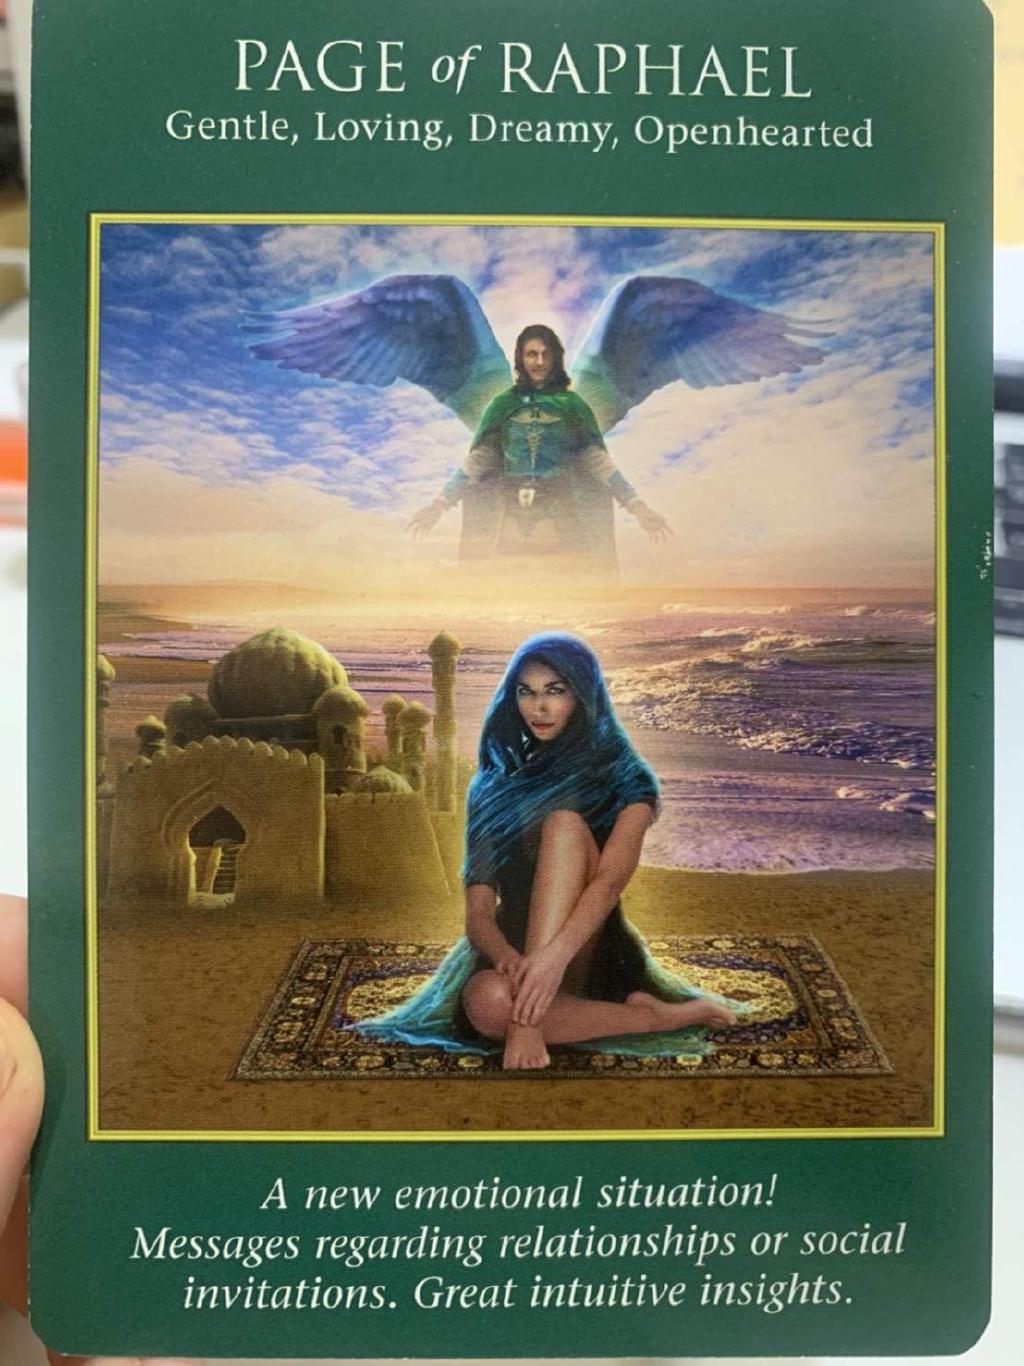 PAGE of RAPHAEL
Gentle, Loving, Dreamy, Openhearted
A new emotional situation!
Messages regarding relationships or social
invitations. Great intuitive insights.